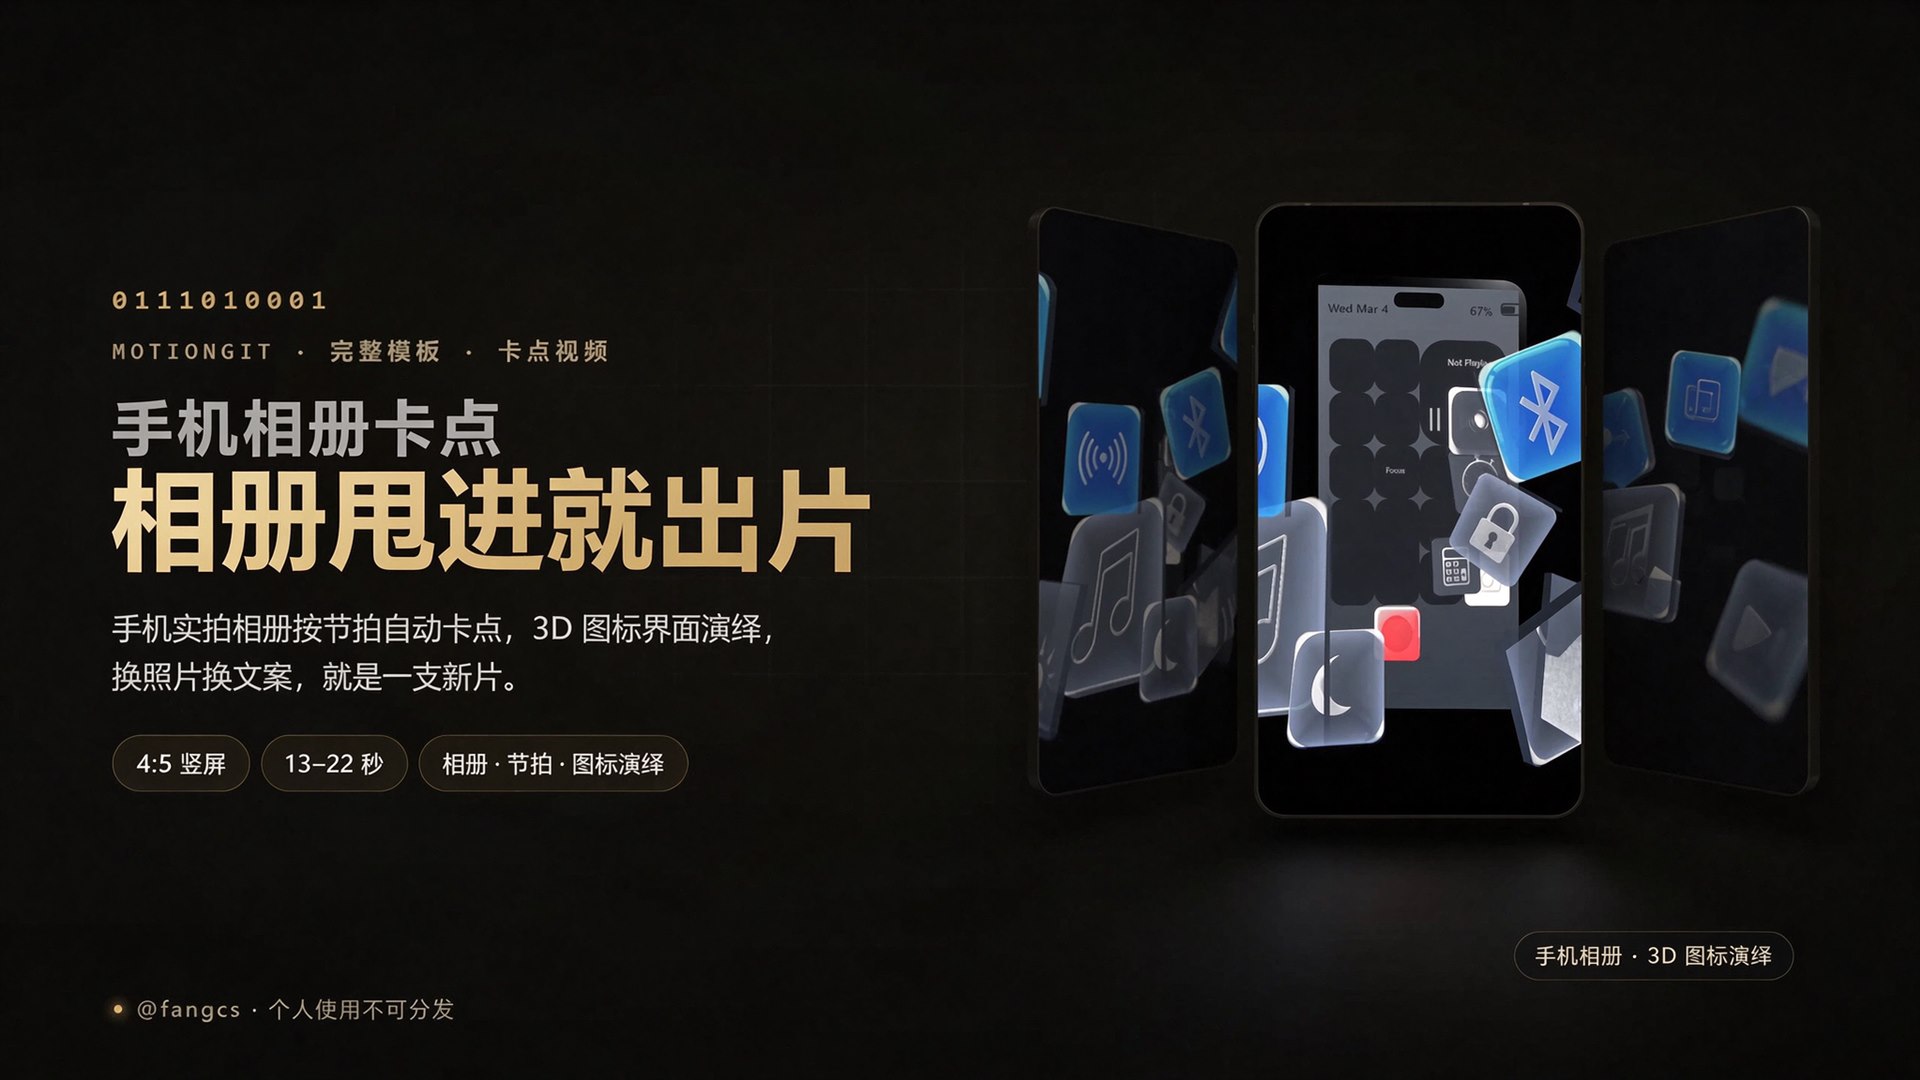 0111010001
MOTIONGIT · 完整模板 · 卡点视频
手机相册卡点
相册甩进就出片
手机实拍相册按节拍自动卡点，3D 图标界面演绎，
换照片换文案，就是一支新片。
4:5 竖屏
13–22 秒
相册 · 节拍 · 图标演绎
Wed Mar 4
67%
Focus
手机相册 · 3D 图标演绎
@fangcs · 个人使用不可分发